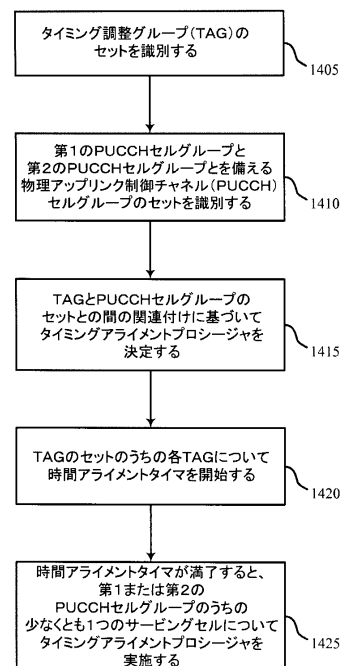 タイミング調整グループ(TAG)の
セットを識別する
1405
第1のPUCCHセルグループと
第2のPUCCHセルグループとを備える
物理アップリンク制御チャネル(PUCCH)
セルグループのセットを識別する
1410
TAGとPUCCHセルグループの
セットとの間の関連付けに基づいて
タイミングアライメントプロシージャを
決定する
1415
TAGのセットのうちの各TAGについて
時間アライメントタイマを開始する
1420
時間アライメントタイマが満了すると、
第1または第2の
PUCCHセルグループのうちの
少なくとも1つのサービングセルについて
タイミングアライメントプロシージャを
実施する
1425